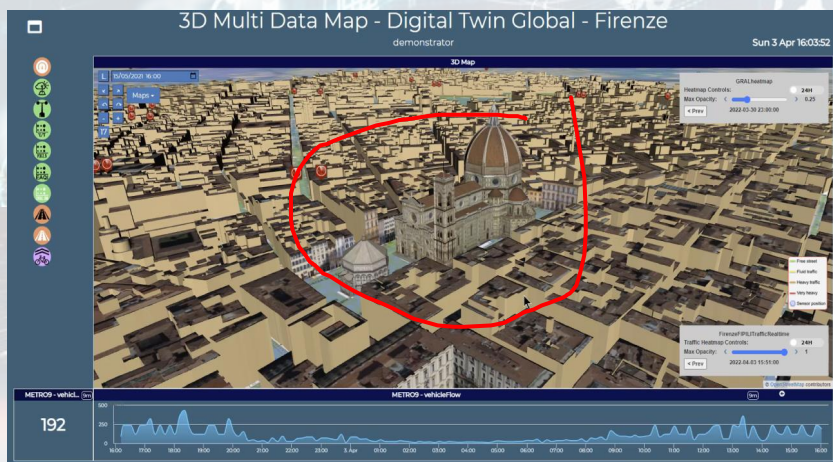 3D Multi Data Map - Digital Twin Global - Firenze
demonstrator
Sun 3 Apr 16:03:52
3D Map
L 15/05/2021 16:00
Maps
17
GRALheatmap
Heatmap Controls: 24H
Max Opacity: < > 0.25
< Prev 2022-03-30 23:00:00
Free street
Fluid traffic
Heavy traffic
Very heavy
Sensor position
FirenzeFIPILITrafficRealtime
Traffic Heatmap Controls: 24H
Max Opacity: < > 1
< Prev 2022-04-03 15:51:00
© OpenStreetMap contributors
METRO9 - vehicl... 9m
192
METRO9 - vehicleFlow 9m
500
250
0
16:00 17:00 18:00 19:00 20:00 21:00 22:00 23:00 3. Apr 01:00 02:00 03:00 04:00 05:00 06:00 07:00 08:00 09:00 10:00 11:00 12:00 13:00 14:00 15:00 16:00